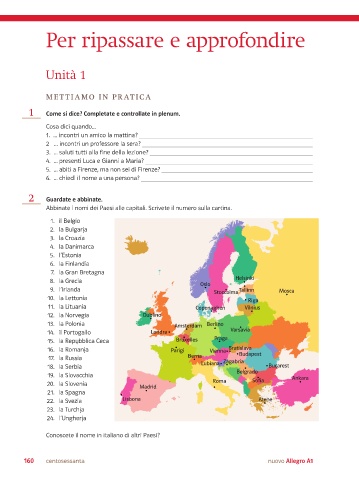 Per ripassare e approfondire
Unità 1
METTIAMO IN PRATICA
1 Come si dice? Completate e controllate in plenum.
Cosa dici quando...
1. ... incontri un amico la mattina?
2. ... incontri un professore la sera?
3. ... saluti tutti alla fine della lezione?
4. ... presenti Luca e Gianni a Maria?
5. ... abiti a Firenze, ma non sei di Firenze?
6. ... chiedi il nome a una persona?
2 Guardate e abbinate.
Abbinate i nomi dei Paesi alle capitali. Scrivete il numero sulla cartina.
1. il Belgio
2. la Bulgaria
3. la Croazia
4. la Danimarca
5. l'Estonia
6. la Finlandia
7. la Gran Bretagna
8. la Grecia
9. l'Irlanda
10. la Lettonia
11. la Lituania
12. la Norvegia
13. la Polonia
14. il Portogallo
15. la Repubblica Ceca
16. la Romania
17. la Russia
18. la Serbia
19. la Slovacchia
20. la Slovenia
21. la Spagna
22. la Svezia
23. la Turchia
24. l'Ungheria
Helsinki
Oslo
Stoccolma
Tallinn
Mosca
Riga
Copenaghen
Vilnius
Dublino
Amsterdam
Berlino
Varsavia
Londra
Bruxelles
Praga
Parigi
Vienna
Bratislava
Budapest
Berna
Lubiana
Zagabria
Bucarest
Belgrado
Roma
Sofia
Ankara
Madrid
Lisbona
Atene
Conoscete il nome in italiano di altri Paesi?
160 centosessanta
nuovo Allegro A1